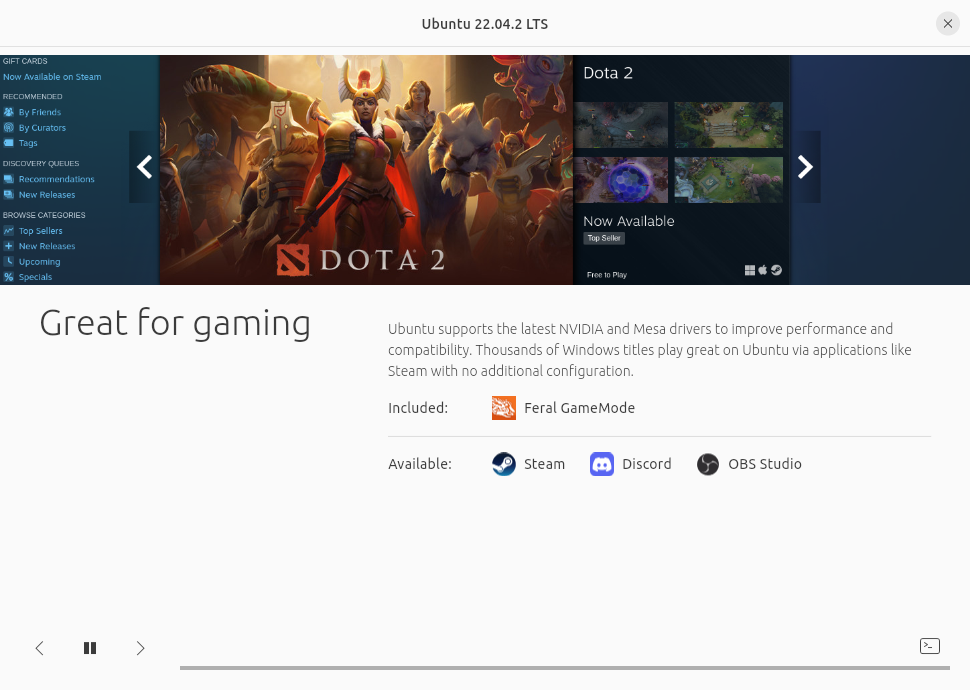 Ubuntu 22.04.2 LTS
GIFT CARDS
Now Available on Steam
RECOMMENDED
By Friends
By Curators
Tags
DISCOVERY QUEUES
Recommendations
New Releases
BROWSE CATEGORIES
Top Sellers
New Releases
Upcoming
Specials
DOTA 2
Dota 2
Now Available
Top Seller
Free to Play
Great for gaming
Ubuntu supports the latest NVIDIA and Mesa drivers to improve performance and
compatibility. Thousands of Windows titles play great on Ubuntu via applications like
Steam with no additional configuration.
Included: Feral GameMode
Available: Steam Discord OBS Studio